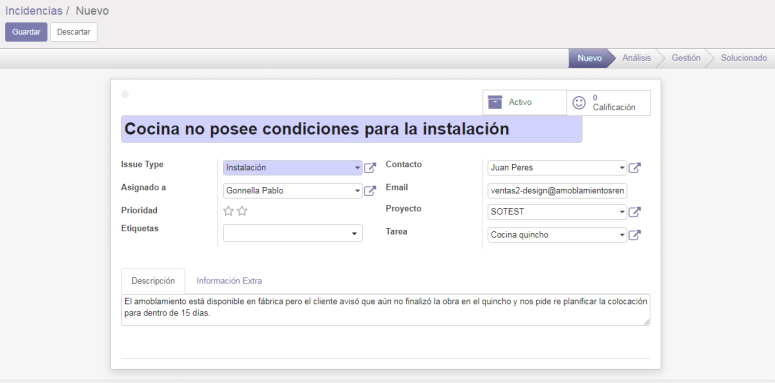 Incidencias / Nuevo
Guardar Descartar
Nuevo Análisis Gestión Solucionado
Activo
0
Calificación
Cocina no posee condiciones para la instalación
Issue Type Instalación Contacto Juan Peres
Asignado a Gonnella Pablo Email ventas2-design@amoblamientosren
Prioridad Proyecto SOTEST
Etiquetas Tarea Cocina quincho
Descripción Información Extra
El amoblamiento está disponible en fábrica pero el cliente avisó que aún no finalizó la obra en el quincho y nos pide re planificar la colocación
para dentro de 15 días.